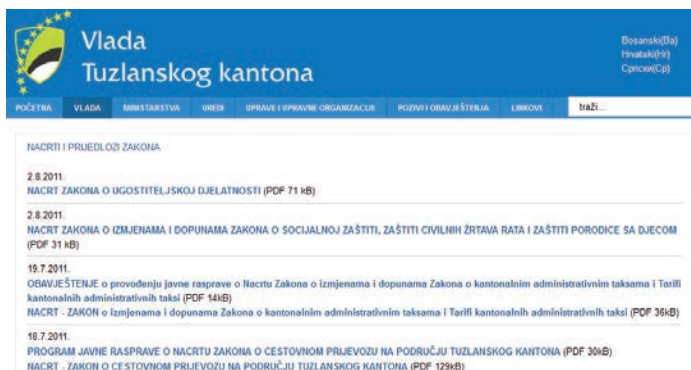 Vlada
Tuzlanskog kantona
Bosanski(Ba)
Hrvatski(Hr)
Српски(Ср)
POČETNA VLADA MINISTARSTVA UREDI UPRAVE I UPRAVNE ORGANIZACIJE POZIVI I OBAVJEŠTENJA LINKOVI traži...
NACRTI I PRIJEDLOZI ZAKONA
2.8.2011.
NACRT ZAKONA O UGOSTITELJSKOJ DJELATNOSTI (PDF 71 kB)
2.8.2011.
NACRT ZAKONA O IZMJENAMA I DOPUNAMA ZAKONA O SOCIJALNOJ ZAŠTITI, ZAŠTITI CIVILNIH ŽRTAVA RATA I ZAŠTITI PORODICE SA DJECOM
(PDF 31 kB)
19.7.2011.
OBAVJEŠTENJE o provođenju javne rasprave o Nacrtu Zakona o izmjenama i dopunama Zakona o kantonalnim administrativnim taksama i Tarifi
kantonalnih administrativnih taksi (PDF 14kB)
NACRT - ZAKON o izmjenama i dopunama Zakona o kantonalnim administrativnim taksama i Tarifi kantonalnih administrativnih taksi (PDF 36kB)
18.7.2011.
PROGRAM JAVNE RASPRAVE O NACRTU ZAKONA O CESTOVNOM PRIJEVOZU NA PODRUČJU TUZLANSKOG KANTONA (PDF 30kB)
NACRT - ZAKON O CESTOVNOM PRIJEVOZU NA PODRUČJU TUZLANSKOG KANTONA (PDF 129kB)